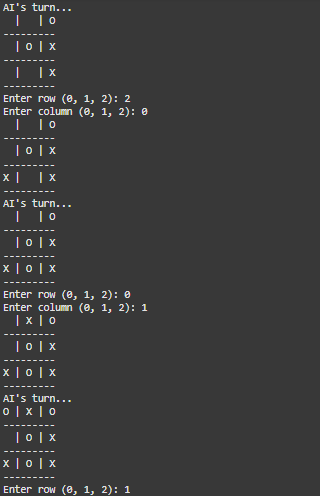 AI's turn...
  |   | O
---------
  | O | X
---------
  |   | X
---------
Enter row (0, 1, 2): 2
Enter column (0, 1, 2): 0
  |   | O
---------
  | O | X
---------
X |   | X
---------
AI's turn...
  |   | O
---------
  | O | X
---------
X | O | X
---------
Enter row (0, 1, 2): 0
Enter column (0, 1, 2): 1
  | X | O
---------
  | O | X
---------
X | O | X
---------
AI's turn...
O | X | O
---------
  | O | X
---------
X | O | X
---------
Enter row (0, 1, 2): 1